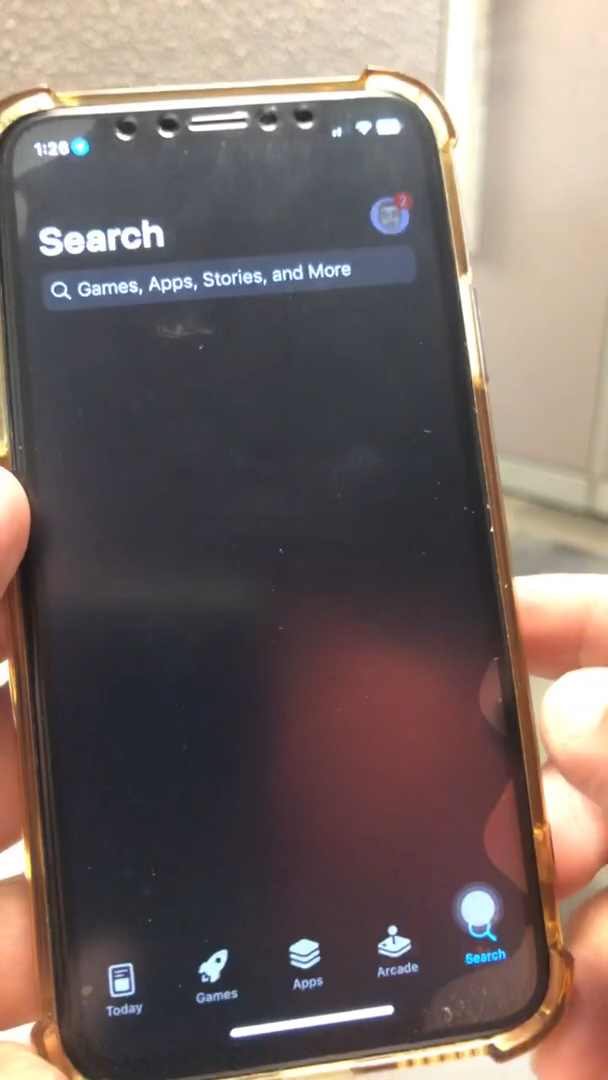 1:26
2
Search
Games, Apps, Stories, and More
Today
Games
Apps
Arcade
Search